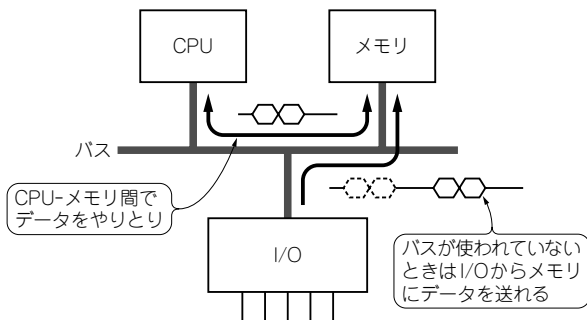 CPU
メモリ
バス
CPU-メモリ間で
データをやりとり
I/O
バスが使われていない
ときはI/Oからメモリ
にデータを送れる